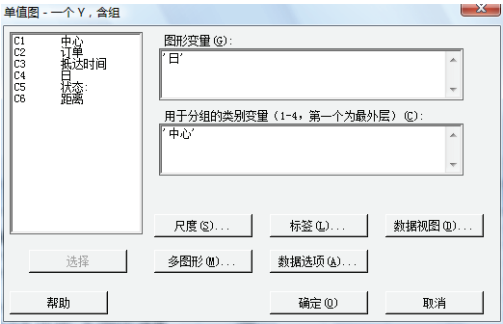 单值图 - 一个 Y，含组
C1 中心
C2 订单
C3 抵达时间
C4 日
C5 状态:
C6 距离
图形变量(G):
'日'
用于分组的类别变量 (1-4，第一个为最外层) (C):
'中心'
尺度(S)...
标签(L)...
数据视图(D)...
选择
多图形(M)...
数据选项(A)...
帮助
确定(O)
取消